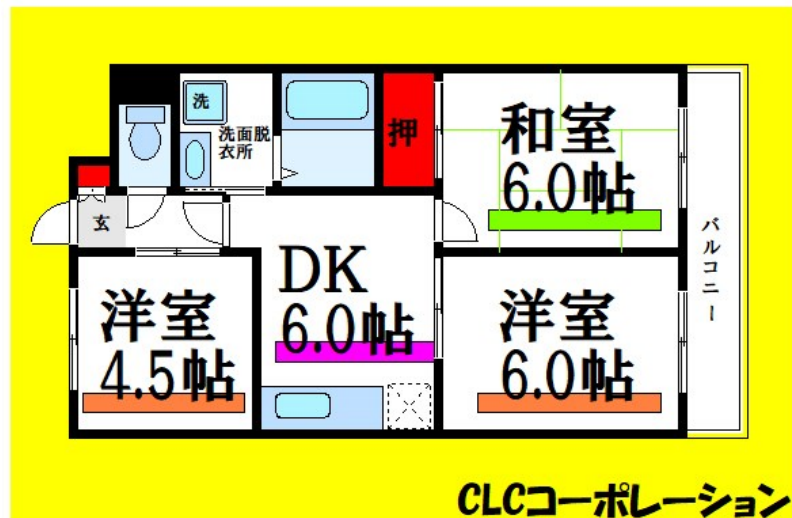 洗
洗面脱
衣所
押
和室
6.0帖
玄
DK
6.0帖
洋室
4.5帖
洋室
6.0帖
バルコニー
CLCコーポレーション